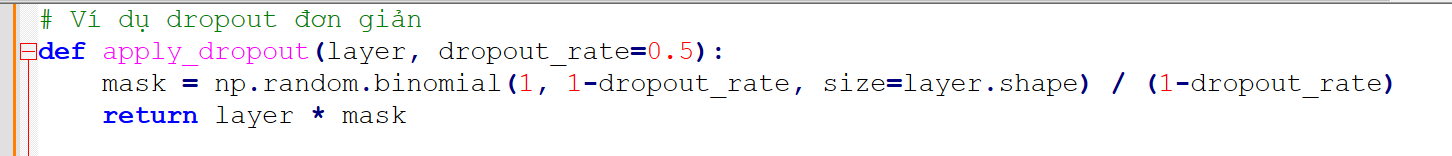 # Ví dụ dropout đơn giản
def apply_dropout(layer, dropout_rate=0.5):
    mask = np.random.binomial(1, 1-dropout_rate, size=layer.shape) / (1-dropout_rate)
    return layer * mask